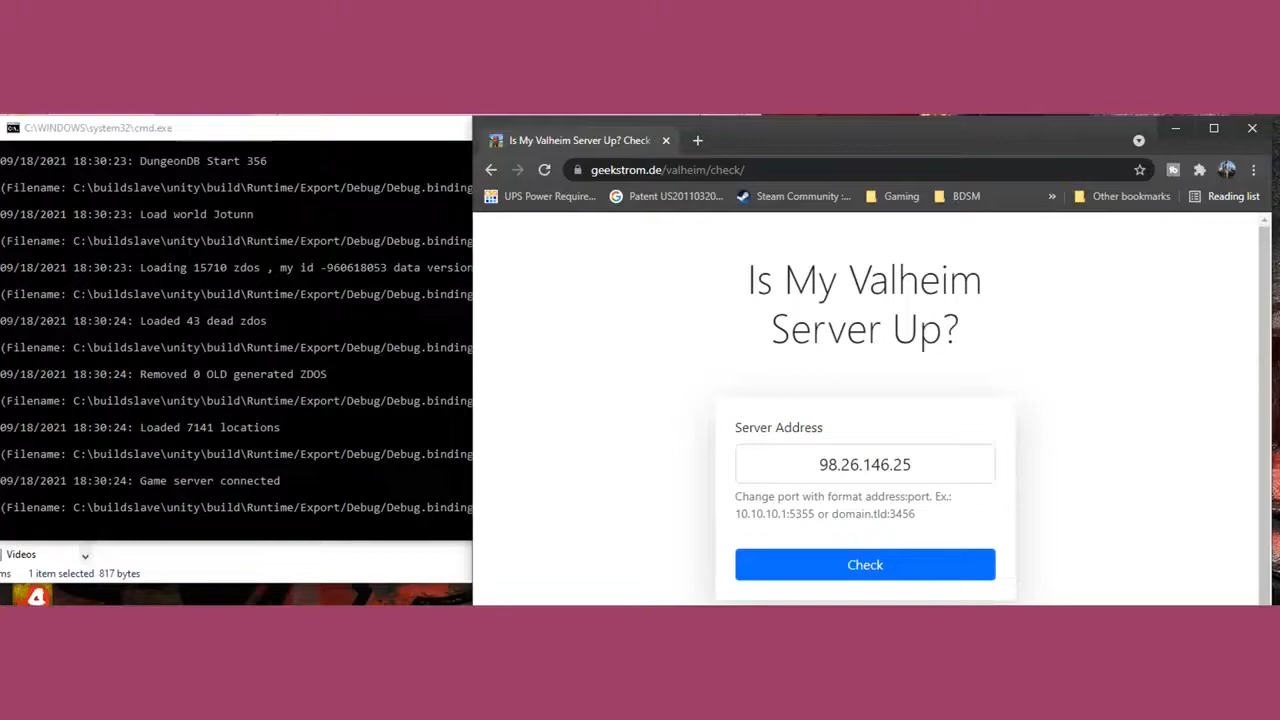 C:\WINDOWS\system32\cmd.exe
09/18/2021 18:30:23: DungeonDB Start 356
(Filename: C:\buildslave\unity\build\Runtime/Export/Debug/Debug.binding
09/18/2021 18:30:23: Load world Jotunn
(Filename: C:\buildslave\unity\build\Runtime/Export/Debug/Debug.binding
09/18/2021 18:30:23: Loading 15710 zdos , my id -960618053 data version
(Filename: C:\buildslave\unity\build\Runtime/Export/Debug/Debug.binding
09/18/2021 18:30:24: Loaded 43 dead zdos
(Filename: C:\buildslave\unity\build\Runtime/Export/Debug/Debug.binding
09/18/2021 18:30:24: Removed 0 OLD generated ZDOS
(Filename: C:\buildslave\unity\build\Runtime/Export/Debug/Debug.binding
09/18/2021 18:30:24: Loaded 7141 locations
(Filename: C:\buildslave\unity\build\Runtime/Export/Debug/Debug.binding
09/18/2021 18:30:24: Game server connected
(Filename: C:\buildslave\unity\build\Runtime/Export/Debug/Debug.binding
Videos
ms 1 item selected 817 bytes
Is My Valheim Server Up? Check
geekstrom.de/valheim/check/
UPS Power Require... Patent US20110320... Steam Community :... Gaming BDSM » Other bookmarks Reading list
Is My Valheim
Server Up?
Server Address
98.26.146.25
Change port with format address:port. Ex.:
10.10.10.1:5355 or domain.tld:3456
Check